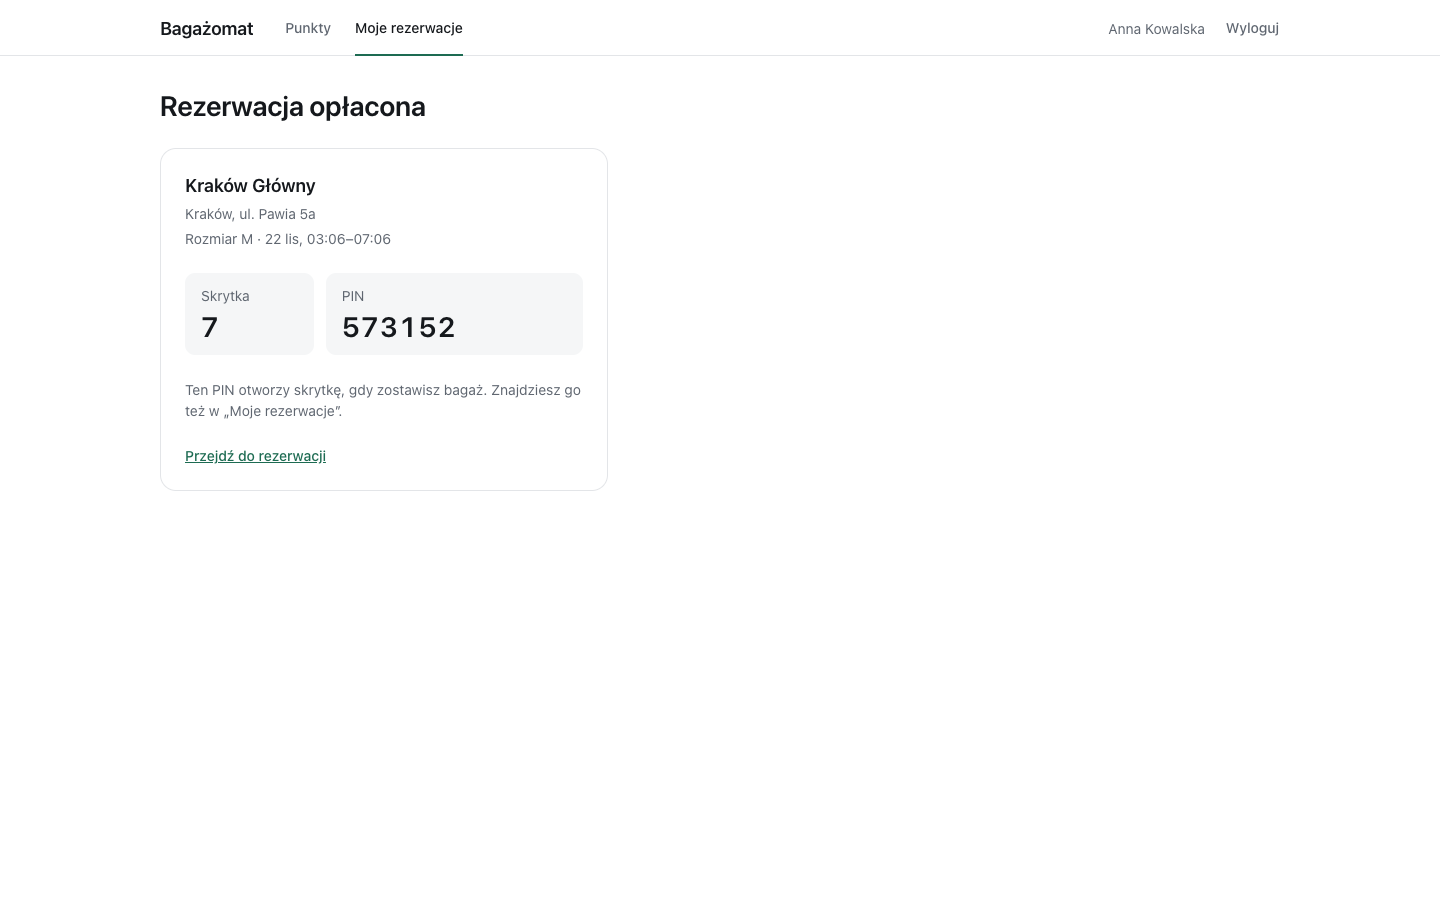 Bagażomat
Punkty
Moje rezerwacje
Anna Kowalska
Wyloguj
Rezerwacja opłacona
Kraków Główny
Kraków, ul. Pawia 5a
Rozmiar M · 22 lis, 03:06–07:06
Skrytka
7
PIN
573152
Ten PIN otworzy skrytkę, gdy zostawisz bagaż. Znajdziesz go
też w „Moje rezerwacje”.
Przejdź do rezerwacji